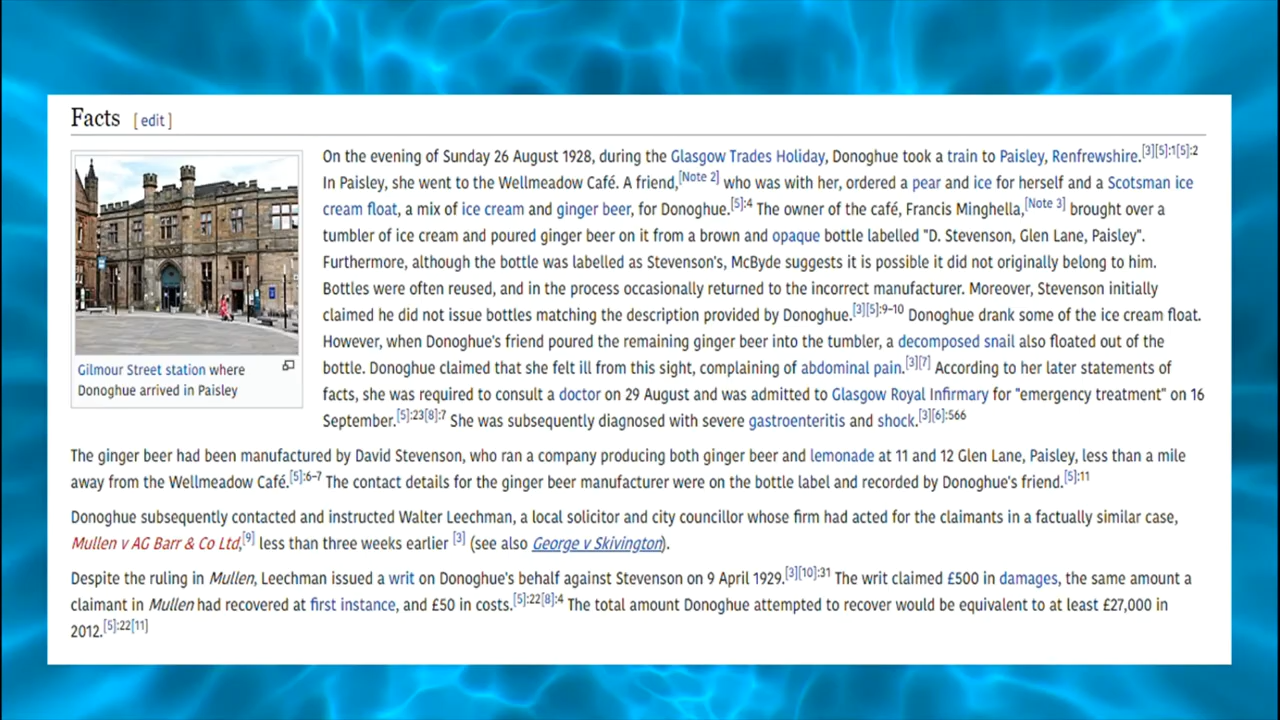 Facts [ edit ]
On the evening of Sunday 26 August 1928, during the Glasgow Trades Holiday, Donoghue took a train to Paisley, Renfrewshire.[3][5]:1[5]:2
In Paisley, she went to the Wellmeadow Café. A friend,[Note 2] who was with her, ordered a pear and ice for herself and a Scotsman ice
cream float, a mix of ice cream and ginger beer, for Donoghue.[5]:4 The owner of the café, Francis Minghella,[Note 3] brought over a
tumbler of ice cream and poured ginger beer on it from a brown and opaque bottle labelled "D. Stevenson, Glen Lane, Paisley".
Furthermore, although the bottle was labelled as Stevenson's, McBryde suggests it is possible it did not originally belong to him.
Bottles were often reused, and in the process occasionally returned to the incorrect manufacturer. Moreover, Stevenson initially
claimed he did not issue bottles matching the description provided by Donoghue.[3][5]:9–10 Donoghue drank some of the ice cream float.
However, when Donoghue's friend poured the remaining ginger beer into the tumbler, a decomposed snail also floated out of the
bottle. Donoghue claimed that she felt ill from this sight, complaining of abdominal pain.[3][7] According to her later statements of
facts, she was required to consult a doctor on 29 August and was admitted to Glasgow Royal Infirmary for "emergency treatment" on 16
September.[5]:23[8]:7 She was subsequently diagnosed with severe gastroenteritis and shock.[3][6]:566
Gilmour Street station where
Donoghue arrived in Paisley
The ginger beer had been manufactured by David Stevenson, who ran a company producing both ginger beer and lemonade at 11 and 12 Glen Lane, Paisley, less than a mile
away from the Wellmeadow Café.[5]:6–7 The contact details for the ginger beer manufacturer were on the bottle label and recorded by Donoghue's friend.[5]:11
Donoghue subsequently contacted and instructed Walter Leechman, a local solicitor and city councillor whose firm had acted for the claimants in a factually similar case,
Mullen v AG Barr & Co Ltd,[9] less than three weeks earlier [3] (see also George v Skivington).
Despite the ruling in Mullen, Leechman issued a writ on Donoghue's behalf against Stevenson on 9 April 1929.[3][10]:31 The writ claimed £500 in damages, the same amount a
claimant in Mullen had recovered at first instance, and £50 in costs.[5]:22[8]:4 The total amount Donoghue attempted to recover would be equivalent to at least £27,000 in
2012.[5]:22[11]